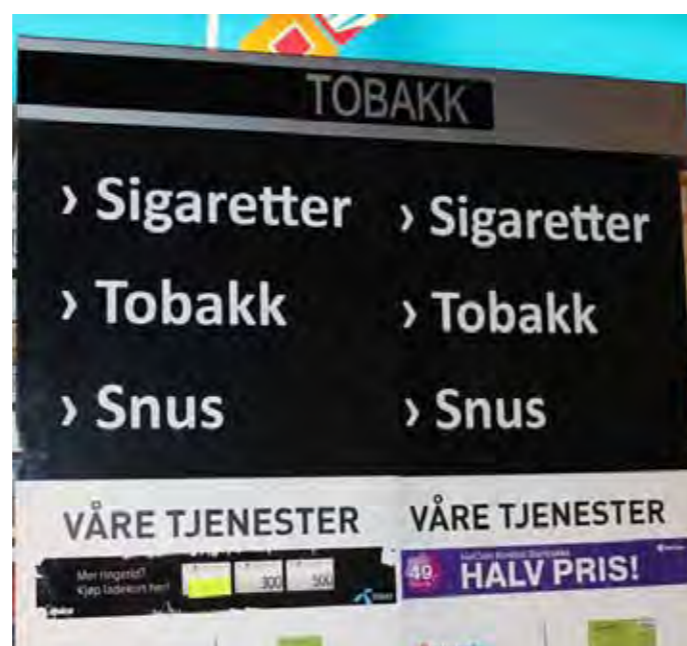 TOBAKK
› Sigaretter › Sigaretter
› Tobakk › Tobakk
› Snus › Snus
VÅRE TJENESTER VÅRE TJENESTER
Mer ringetid?
Kjøp ladekort her!
300 500
49,-
HALV PRIS!